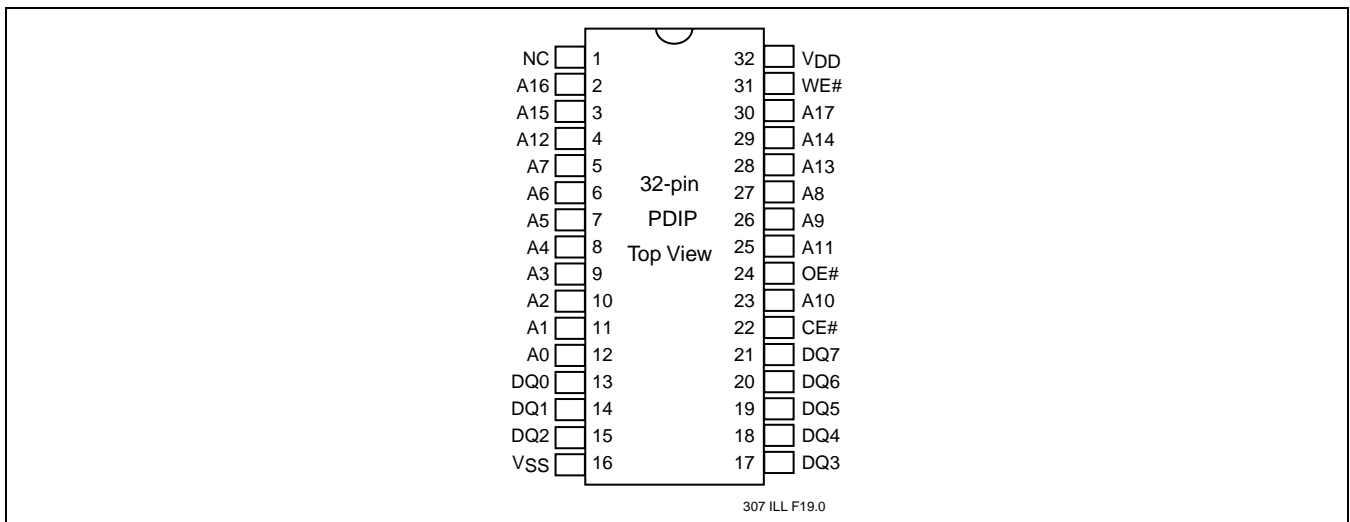 NC 1 32 VDD
A16 2 31 WE#
A15 3 30 A17
A12 4 29 A14
A7 5 28 A13
A6 6 32-pin 27 A8
A5 7 PDIP 26 A9
A4 8 Top View 25 A11
A3 9 24 OE#
A2 10 23 A10
A1 11 22 CE#
A0 12 21 DQ7
DQ0 13 20 DQ6
DQ1 14 19 DQ5
DQ2 15 18 DQ4
VSS 16 17 DQ3
307 ILL F19.0